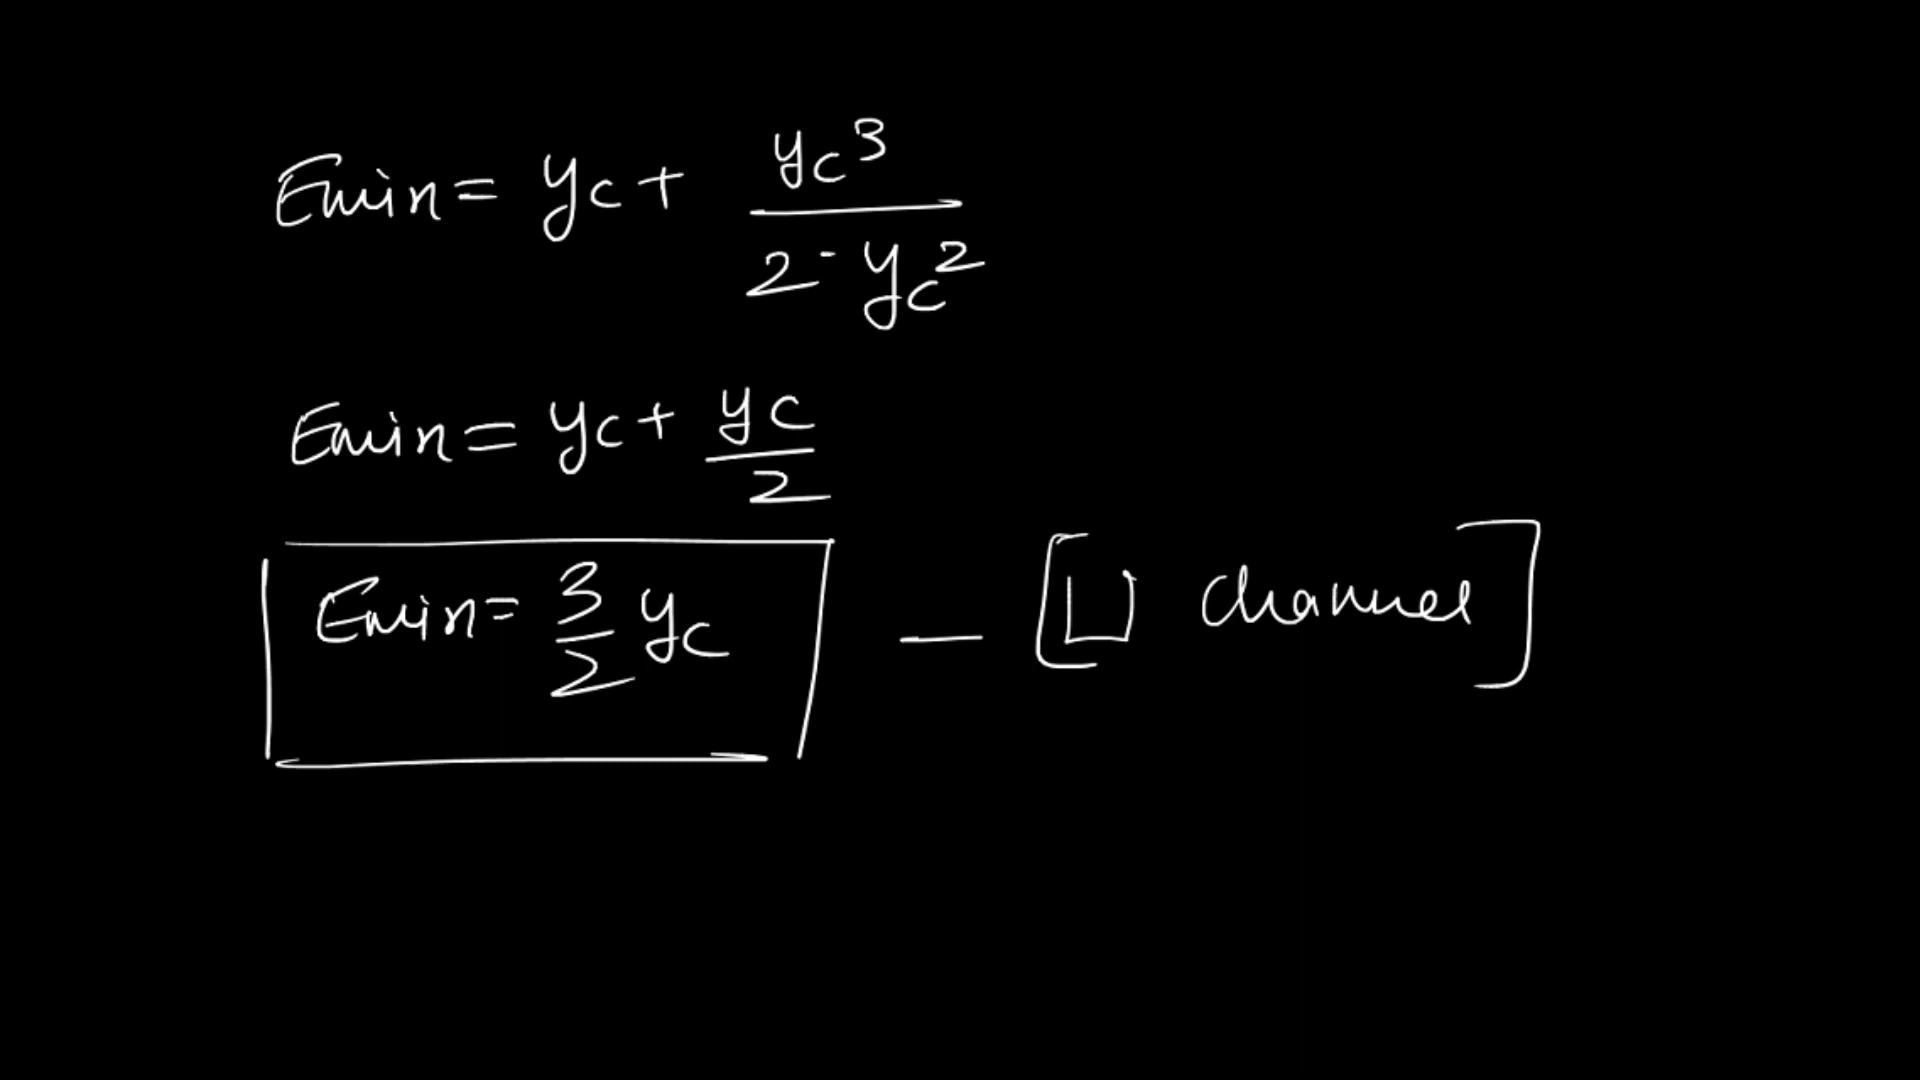 Emin = yc + yc³ / 2·yc²
Emin = yc + yc / 2
Emin = 3/2 yc — [⊔ channel]